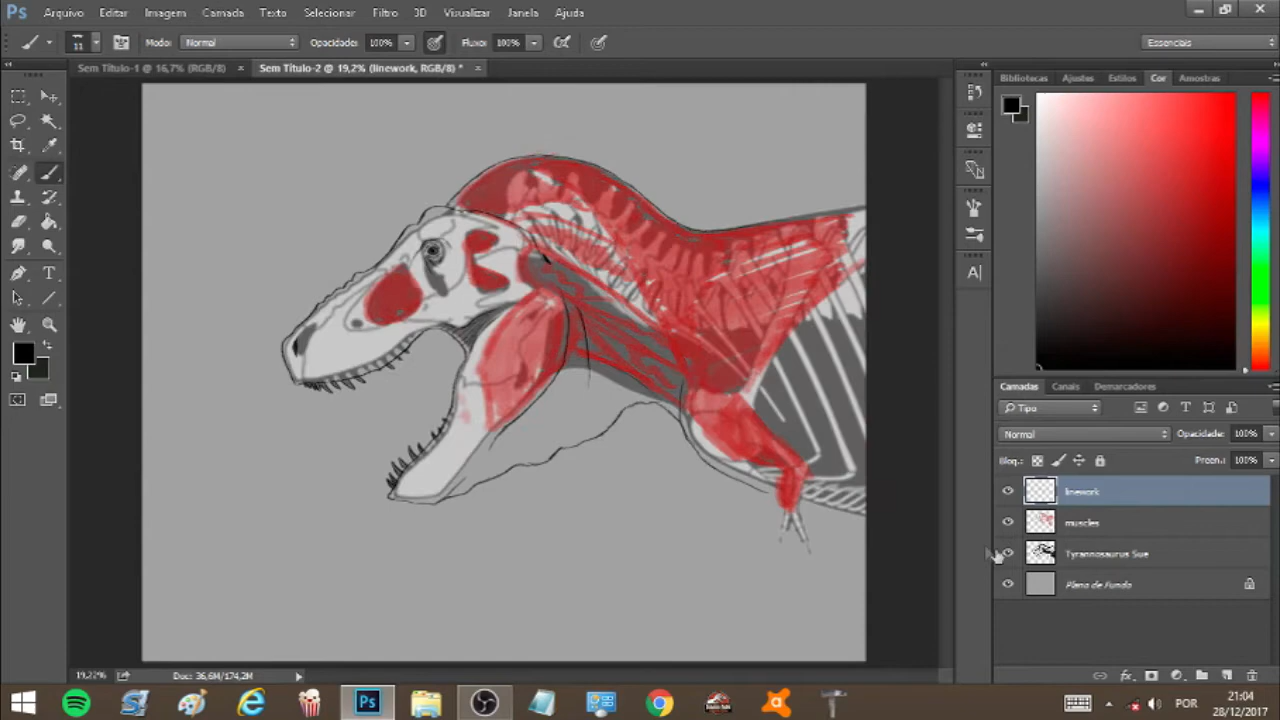 Ps Arquivo Editar Imagem Camada Texto Selecionar Filtro 3D Visualizar Janela Ajuda
11 Modo: Normal Opacidade: 100% Fluxo: 100% Essenciais
Sem Título-1 @ 16,7% (RGB/8) × Sem Título-2 @ 19,2% (linework, RGB/8) * ×
Bibliotecas Ajustes Estilos Cor Amostras
Camadas Canais Demarcadores
Tipo
Normal Opacidade: 100%
Bloq.: Preen.: 100%
linework
muscles
Tyrannosaurus Sue
Plano de Fundo
19,22% Doc: 36,6M/174,2M
Ps POR 21:04
28/12/2017